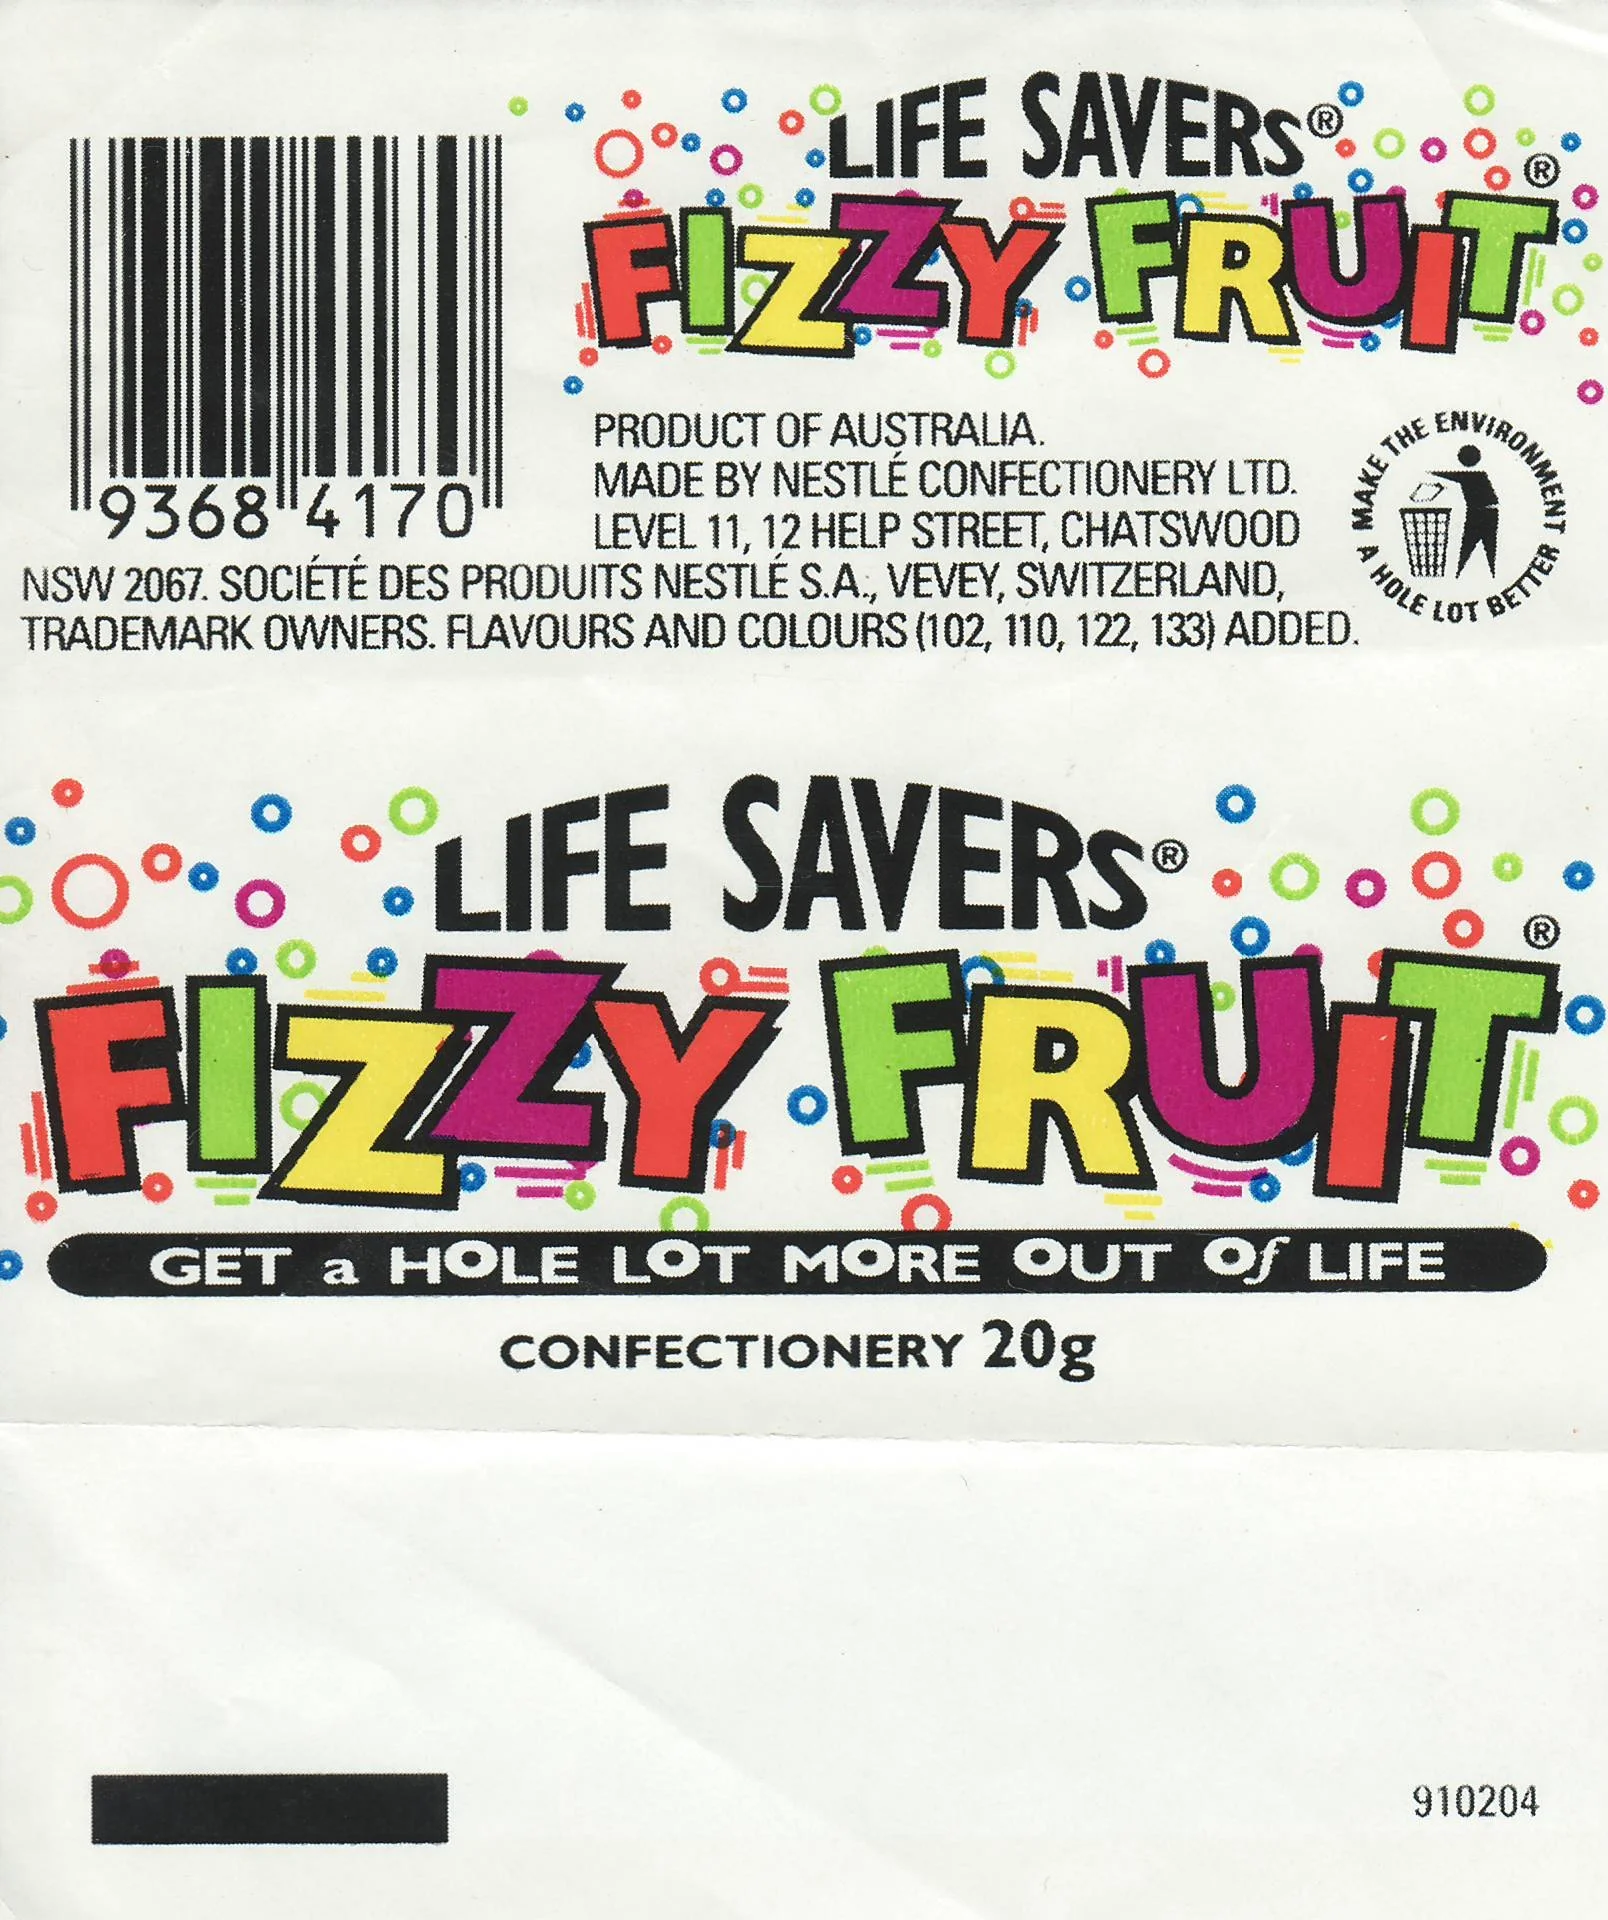 LIFE SAVERS®
FIZZY FRUIT®
9368 4170
PRODUCT OF AUSTRALIA.
MADE BY NESTLÉ CONFECTIONERY LTD.
LEVEL 11, 12 HELP STREET, CHATSWOOD
NSW 2067. SOCIÉTÉ DES PRODUITS NESTLÉ S.A., VEVEY, SWITZERLAND,
TRADEMARK OWNERS. FLAVOURS AND COLOURS (102, 110, 122, 133) ADDED.
MAKE THE ENVIRONMENT
A HOLE LOT BETTER
LIFE SAVERS®
FIZZY FRUIT®
GET a HOLE LOT MORE OUT Of LIFE
CONFECTIONERY 20g
910204